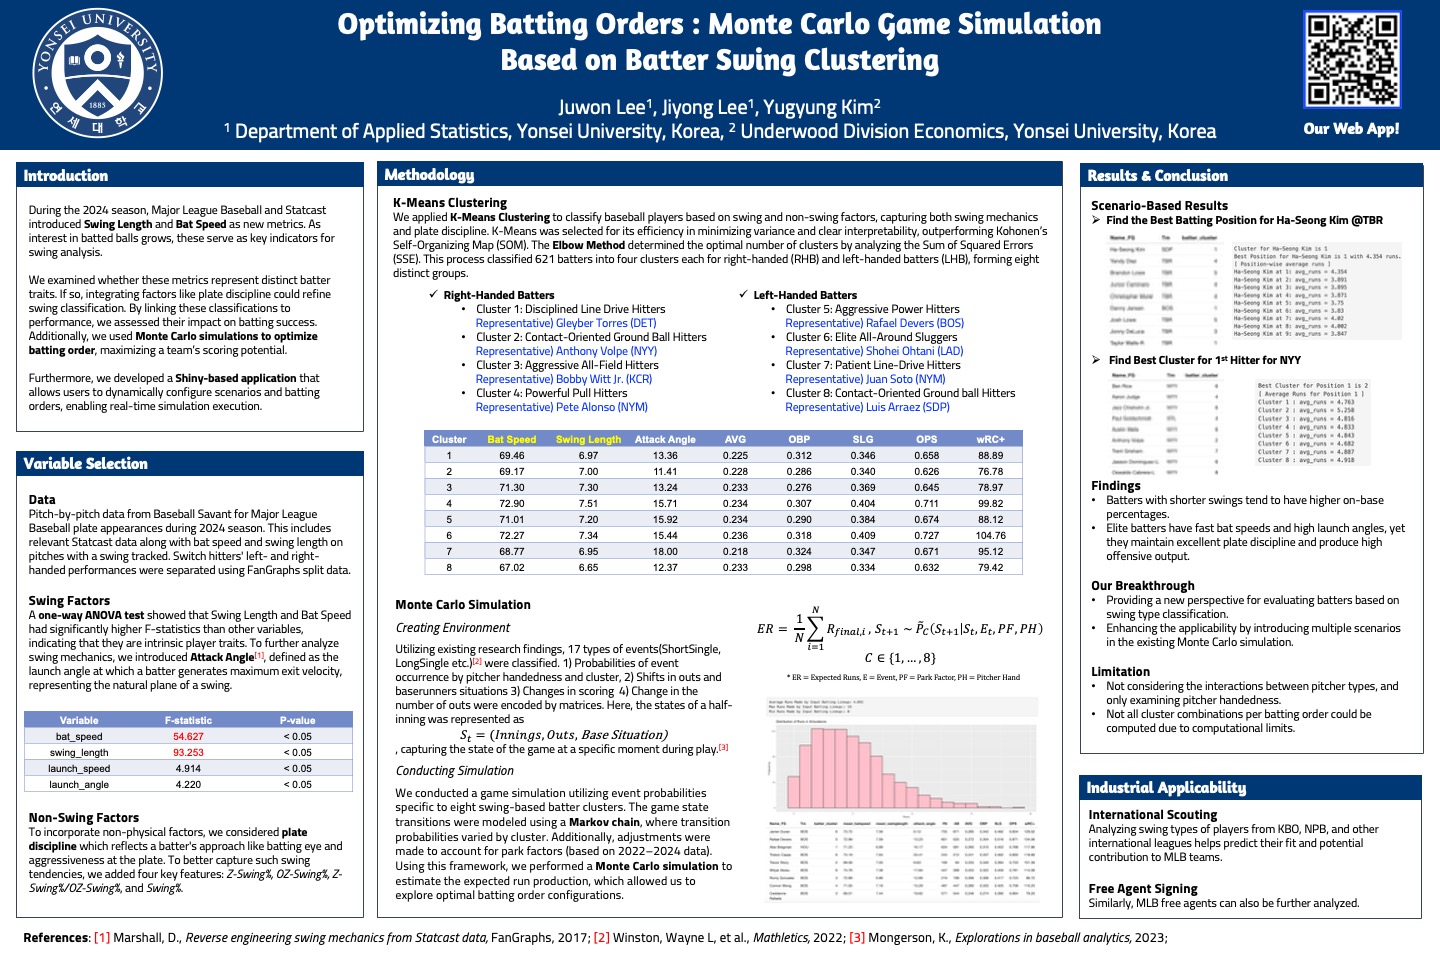 YONSEI UNIVERSITY
1885
연세대학교
Optimizing Batting Orders : Monte Carlo Game Simulation
Based on Batter Swing Clustering
Juwon Lee¹, Jiyong Lee¹, Yugyung Kim²
¹ Department of Applied Statistics, Yonsei University, Korea, ² Underwood Division Economics, Yonsei University, Korea
Our Web App!
Introduction
During the 2024 season, Major League Baseball and Statcast
introduced Swing Length and Bat Speed as new metrics. As
interest in batted balls grows, these serve as key indicators for
swing analysis.
We examined whether these metrics represent distinct batter
traits. If so, integrating factors like plate discipline could refine
swing classification. By linking these classifications to
performance, we assessed their impact on batting success.
Additionally, we used Monte Carlo simulations to optimize
batting order, maximizing a team's scoring potential.
Furthermore, we developed a Shiny-based application that
allows users to dynamically configure scenarios and batting
orders, enabling real-time simulation execution.
Variable Selection
Data
Pitch-by-pitch data from Baseball Savant for Major League
Baseball plate appearances during 2024 season. This includes
relevant Statcast data along with bat speed and swing length on
pitches with a swing tracked. Switch hitters' left- and right-
handed performances were separated using FanGraphs split data.
Swing Factors
A one-way ANOVA test showed that Swing Length and Bat Speed
had significantly higher F-statistics than other variables,
indicating that they are intrinsic player traits. To further analyze
swing mechanics, we introduced Attack Angle[1], defined as the
launch angle at which a batter generates maximum exit velocity,
representing the natural plane of a swing.
Variable F-statistic P-value
bat_speed 54.627 < 0.05
swing_length 93.253 < 0.05
launch_speed 4.914 < 0.05
launch_angle 4.220 < 0.05
Non-Swing Factors
To incorporate non-physical factors, we considered plate
discipline which reflects a batter's approach like batting eye and
aggressiveness at the plate. To better capture such swing
tendencies, we added four key features: Z-Swing%, OZ-Swing%, Z-
Swing%/OZ-Swing%, and Swing%.
Methodology
K-Means Clustering
We applied K-Means Clustering to classify baseball players based on swing and non-swing factors, capturing both swing mechanics
and plate discipline. K-Means was selected for its efficiency in minimizing variance and clear interpretability, outperforming Kohonen's
Self-Organizing Map (SOM). The Elbow Method determined the optimal number of clusters by analyzing the Sum of Squared Errors
(SSE). This process classified 621 batters into four clusters each for right-handed (RHB) and left-handed batters (LHB), forming eight
distinct groups.
✓ Right-Handed Batters
• Cluster 1: Disciplined Line Drive Hitters
Representative) Gleyber Torres (DET)
• Cluster 2: Contact-Oriented Ground Ball Hitters
Representative) Anthony Volpe (NYY)
• Cluster 3: Aggressive All-Field Hitters
Representative) Bobby Witt Jr. (KCR)
• Cluster 4: Powerful Pull Hitters
Representative) Pete Alonso (NYM)
✓ Left-Handed Batters
• Cluster 5: Aggressive Power Hitters
Representative) Rafael Devers (BOS)
• Cluster 6: Elite All-Around Sluggers
Representative) Shohei Ohtani (LAD)
• Cluster 7: Patient Line-Drive Hitters
Representative) Juan Soto (NYM)
• Cluster 8: Contact-Oriented Ground ball Hitters
Representative) Luis Arraez (SDP)
Cluster Bat Speed Swing Length Attack Angle AVG OBP SLG OPS wRC+
1 69.46 6.97 13.36 0.225 0.312 0.346 0.658 88.89
2 69.17 7.00 11.41 0.228 0.286 0.340 0.626 76.78
3 71.30 7.30 13.24 0.233 0.276 0.369 0.645 78.97
4 72.90 7.51 15.71 0.234 0.307 0.404 0.711 99.82
5 71.01 7.20 15.92 0.234 0.290 0.384 0.674 88.12
6 72.27 7.34 15.44 0.236 0.318 0.409 0.727 104.76
7 68.77 6.95 18.00 0.218 0.324 0.347 0.671 95.12
8 67.02 6.65 12.37 0.233 0.298 0.334 0.632 79.42
Monte Carlo Simulation
Creating Environment
Utilizing existing research findings, 17 types of events(ShortSingle,
LongSingle etc.)[2] were classified. 1) Probabilities of event
occurrence by pitcher handedness and cluster, 2) Shifts in outs and
baserunners situations 3) Changes in scoring 4) Change in the
number of outs were encoded by matrices. Here, the states of a half-
inning was represented as
S_t = (Innings, Outs, Base Situation)
, capturing the state of the game at a specific moment during play.[3]
Conducting Simulation
We conducted a game simulation utilizing event probabilities
specific to eight swing-based batter clusters. The game state
transitions were modeled using a Markov chain, where transition
probabilities varied by cluster. Additionally, adjustments were
made to account for park factors (based on 2022–2024 data).
Using this framework, we performed a Monte Carlo simulation to
estimate the expected run production, which allowed us to
explore optimal batting order configurations.
ER = 1/N ∑_{i=1}^{N} R_{final,i} , S_{t+1} ~ P̃_C(S_{t+1}|S_t, E_t, PF, PH)
C ∈ {1, ... , 8}
* ER = Expected Runs, E = Event, PF = Park Factor, PH = Pitcher Hand
Results & Conclusion
Scenario-Based Results
➢ Find the Best Batting Position for Ha-Seong Kim @TBR
Cluster for Ha-Seong Kim is 1
Best Position for Ha-Seong Kim is 1 with 4.354 runs.
[ Position-wise average runs ]
Ha-Seong Kim at 1: avg_runs = 4.354
Ha-Seong Kim at 2: avg_runs = 3.891
Ha-Seong Kim at 3: avg_runs = 3.895
Ha-Seong Kim at 4: avg_runs = 3.871
Ha-Seong Kim at 5: avg_runs = 3.75
Ha-Seong Kim at 6: avg_runs = 3.83
Ha-Seong Kim at 7: avg_runs = 4.02
Ha-Seong Kim at 8: avg_runs = 4.002
Ha-Seong Kim at 9: avg_runs = 3.847
➢ Find Best Cluster for 1st Hitter for NYY
Best Cluster for Position 1 is 2
[ Average Runs for Position 1 ]
Cluster 1 : avg_runs = 4.763
Cluster 2 : avg_runs = 5.250
Cluster 3 : avg_runs = 4.816
Cluster 4 : avg_runs = 4.833
Cluster 5 : avg_runs = 4.843
Cluster 6 : avg_runs = 4.682
Cluster 7 : avg_runs = 4.887
Cluster 8 : avg_runs = 4.918
Findings
• Batters with shorter swings tend to have higher on-base
percentages.
• Elite batters have fast bat speeds and high launch angles, yet
they maintain excellent plate discipline and produce high
offensive output.
Our Breakthrough
• Providing a new perspective for evaluating batters based on
swing type classification.
• Enhancing the applicability by introducing multiple scenarios
in the existing Monte Carlo simulation.
Limitation
• Not considering the interactions between pitcher types, and
only examining pitcher handedness.
• Not all cluster combinations per batting order could be
computed due to computational limits.
Industrial Applicability
International Scouting
Analyzing swing types of players from KBO, NPB, and other
international leagues helps predict their fit and potential
contribution to MLB teams.
Free Agent Signing
Similarly, MLB free agents can also be further analyzed.
References: [1] Marshall, D., Reverse engineering swing mechanics from Statcast data, FanGraphs, 2017; [2] Winston, Wayne L, et al., Mathletics, 2022; [3] Mongerson, K., Explorations in baseball analytics, 2023;